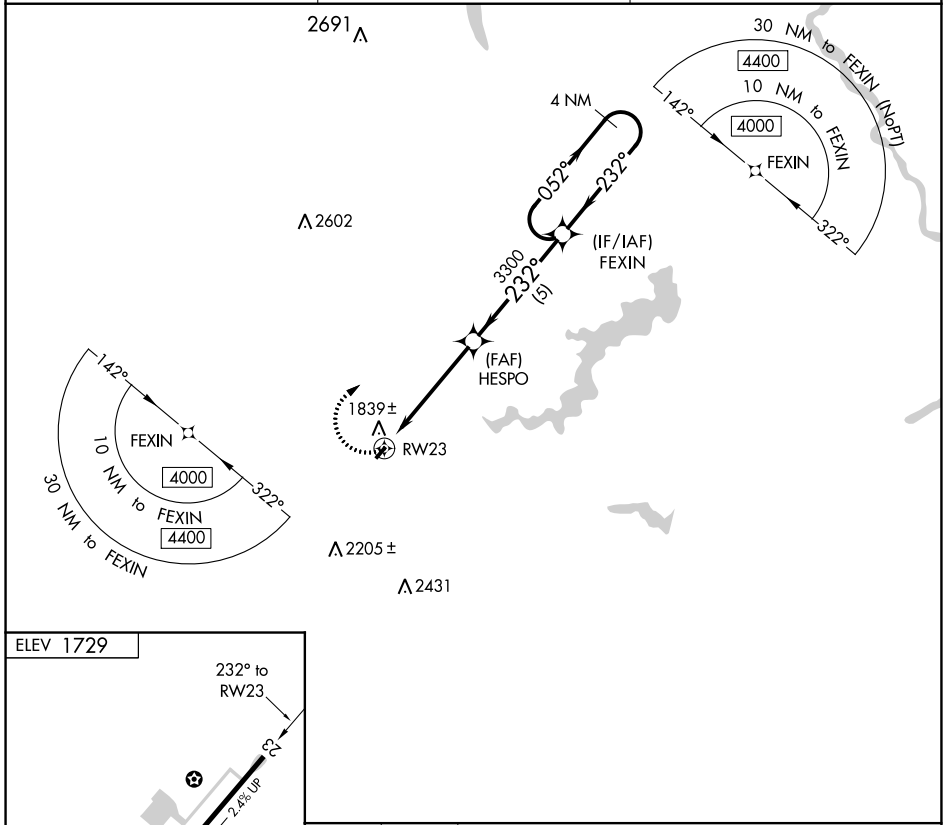 2691
30 NM to FEXIN (NoPT)
4400
10 NM to FEXIN
4000
142°
FEXIN
322°
4 NM
052°
232°
2602
(IF/IAF)
FEXIN
3300
232°
(5)
(FAF)
HESPO
142°
1839±
RW23
FEXIN
4000
322°
10 NM to FEXIN
4400
30 NM to FEXIN
2205±
2431
ELEV 1729
232° to
RW23
23
2.4% UP